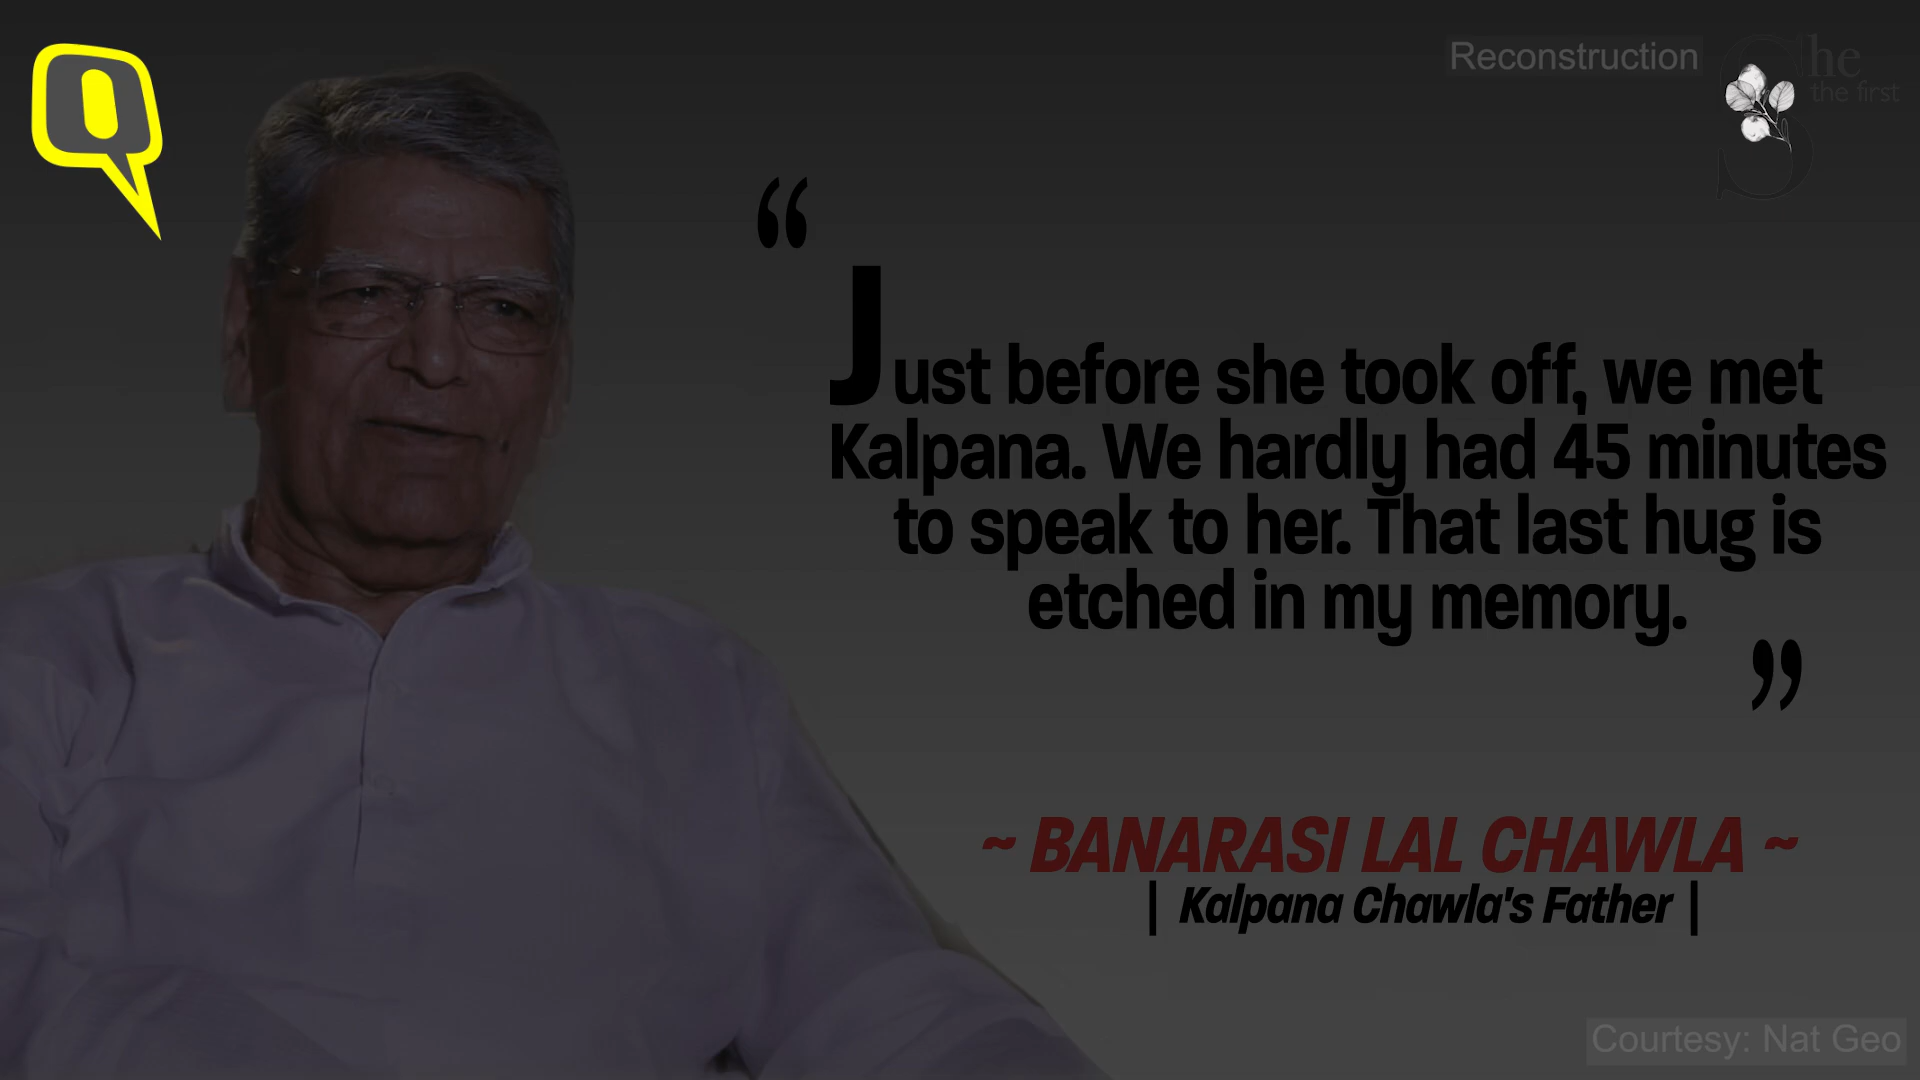 Reconstruction
She
the first
“
Just before she took off, we met
Kalpana. We hardly had 45 minutes
to speak to her. That last hug is
etched in my memory.
”
~ BANARASI LAL CHAWLA ~
| Kalpana Chawla's Father |
Courtesy: Nat Geo